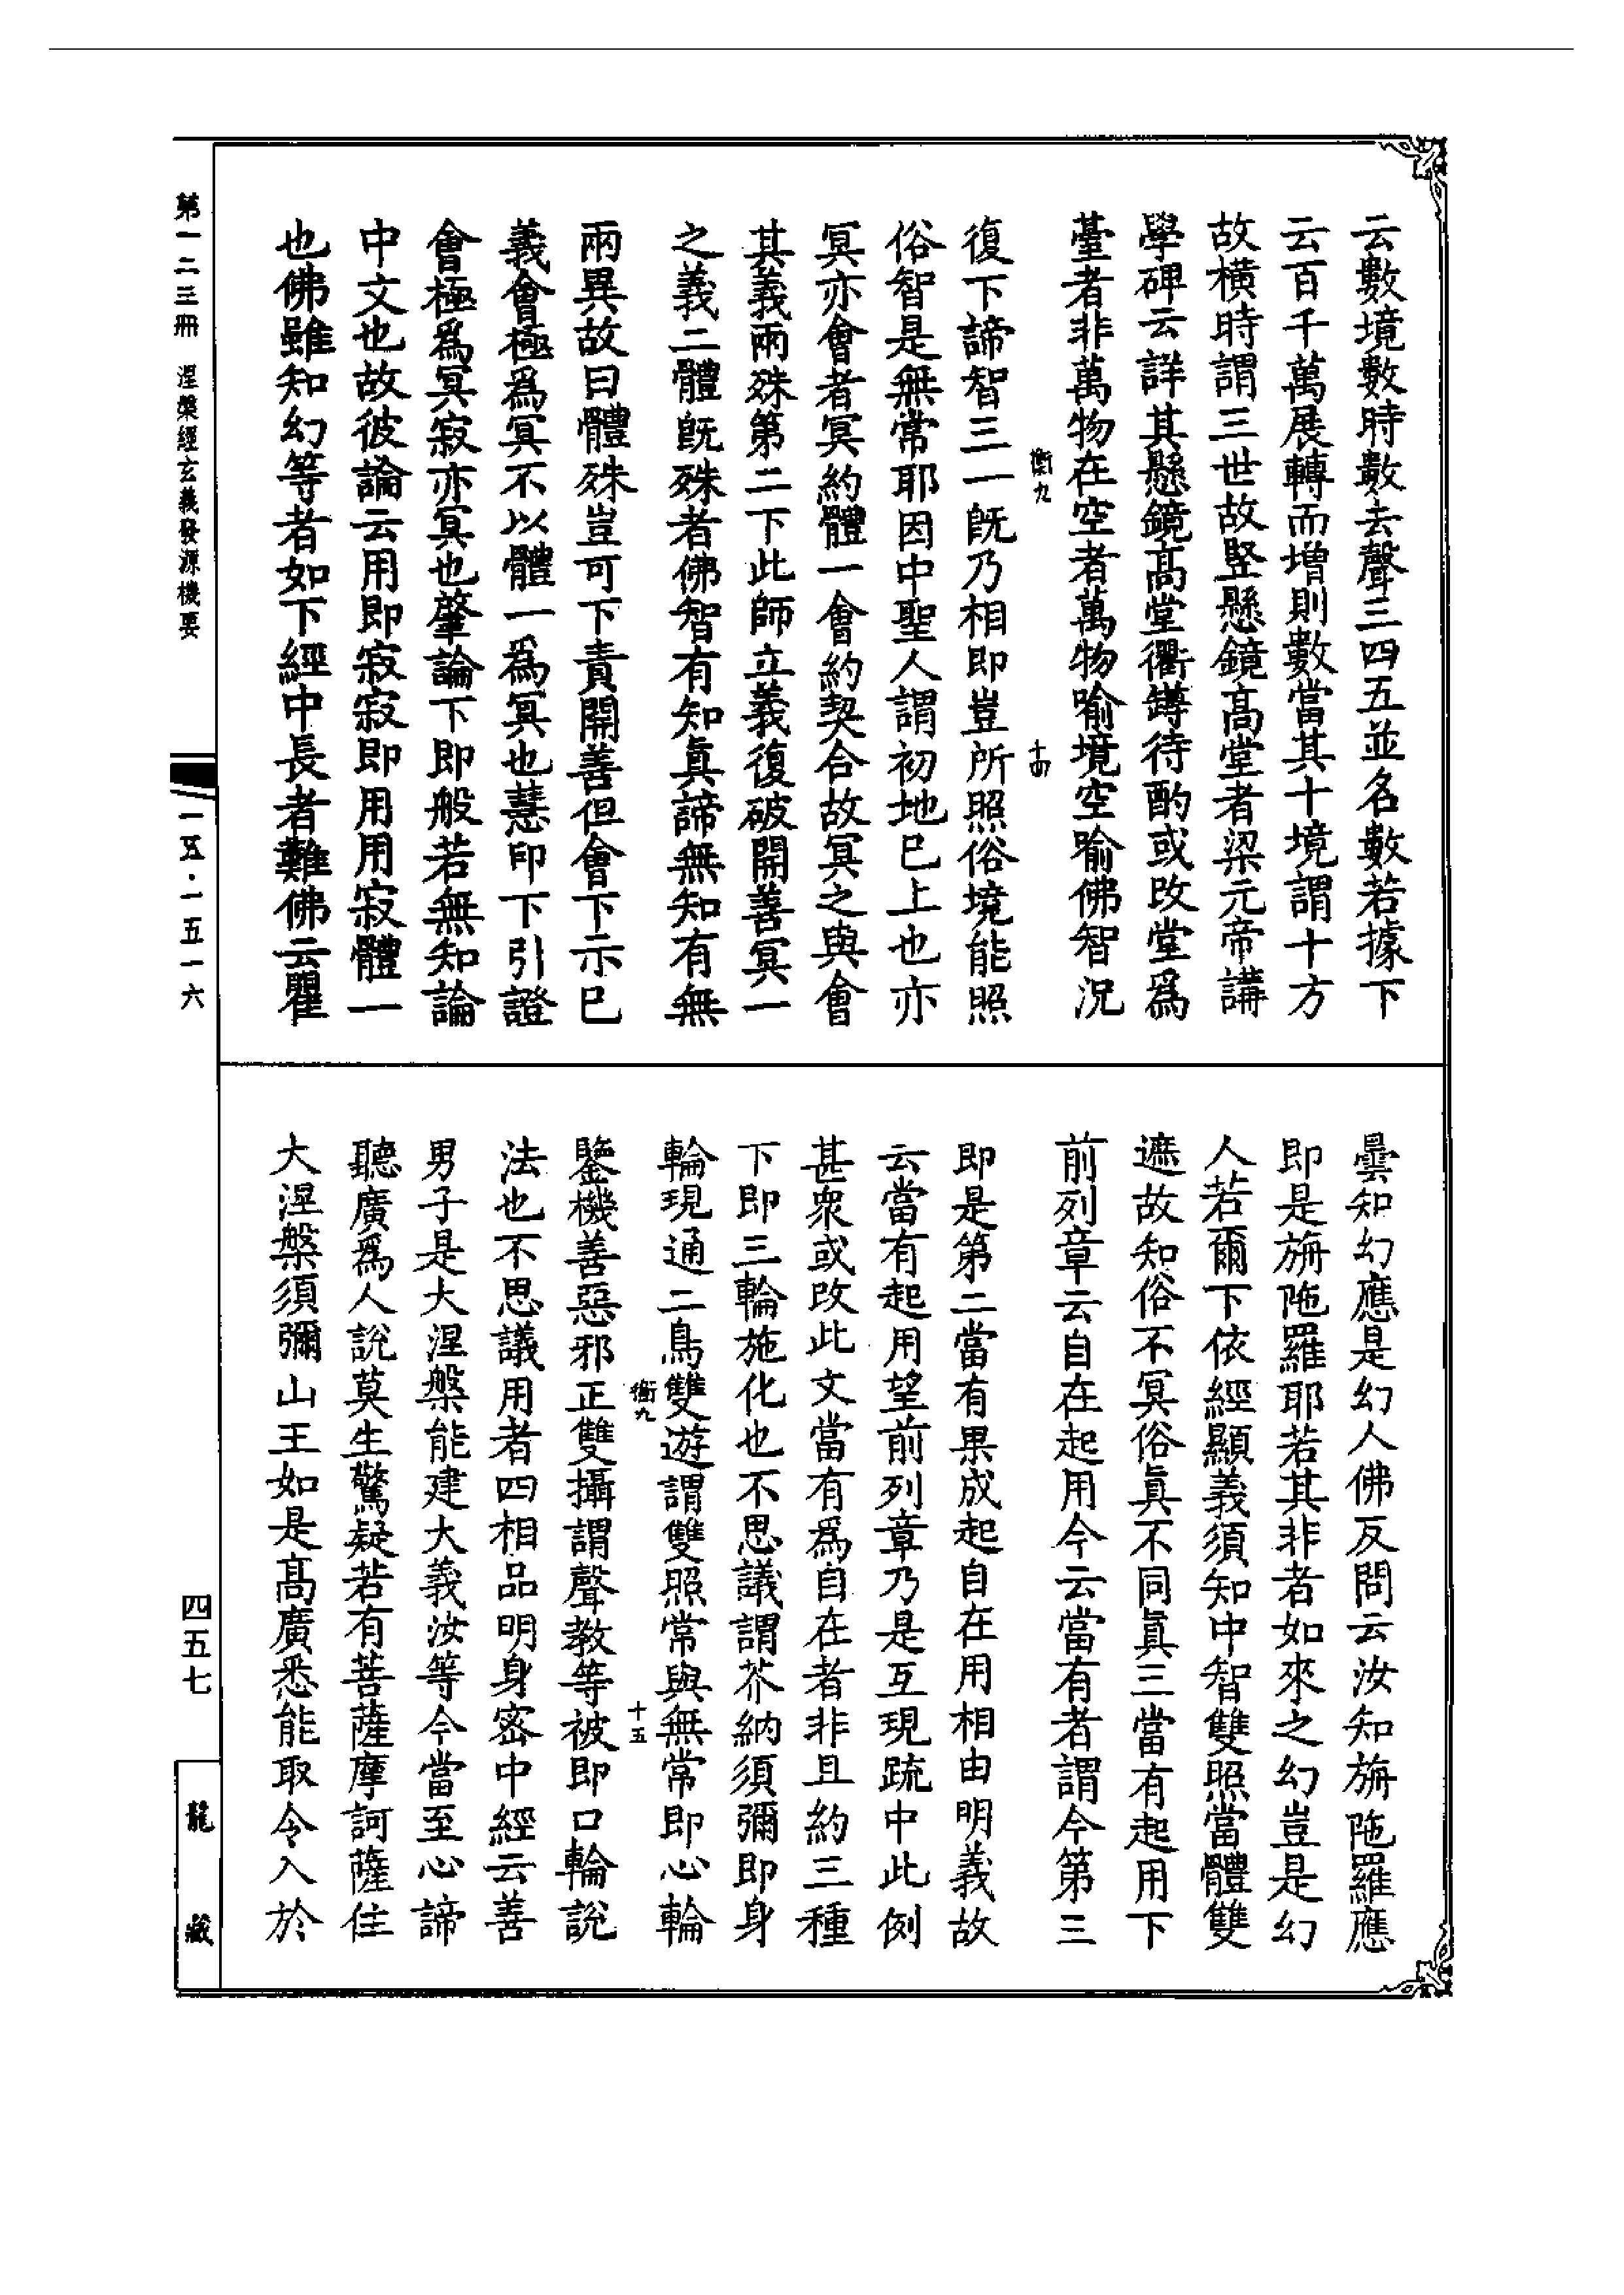 云數境數時數去聲三四五並名數若據下
云百千萬展轉而增則數當其十境謂十方
故橫時謂三世故竖懸鏡高堂者梁元帝講
學碑云詳其懸鏡高堂衢罇待酌或改堂爲
臺者非萬物在空者萬物喻境空喻佛智況
衡九
十四
復下諦智三一旣乃相即豈所照俗境能照
俗智是無常耶因中聖人謂初地已上也亦
冥亦會者冥約體一會約契合故冥之與會
其義兩殊第二下此師立義復破開善冥一
之義二體旣殊者佛智有知眞諦無知有無
兩異故曰體殊豈可下責開善但會下示已
義會極爲冥不以體一爲冥也慧印下引證
會極爲冥寂亦冥也肇論下即般若無知論
中文也故彼論云用即寂寂即用用寂體一
也佛雖知幻等者如下經中長者難佛云瞿
曇知幻應是幻人佛反問云汝知旃陁羅應
即是旃陁羅耶若其非者如來之幻豈是幻
人若爾下依經顯義須知中智雙照當體雙
遮故知俗不冥俗眞不同眞三當有起用下
前列章云自在起用今云當有者謂今第三
即是第二當有果成起自在用相由明義故
云當有起用望前列章乃是互現疏中此例
甚衆或改此文當有爲自在者非且約三種
下即三輪施化也不思議謂芥納須彌即身
輪現通二鳥雙遊謂雙照常與無常即心輪
衡九
十五
鑒機善惡邪正雙攝謂聲教等被即口輪說
法也不思議用者四相品明身密中經云善
男子是大涅槃能建大義汝等今當至心諦
聽廣爲人說莫生驚疑若有菩薩摩訶薩住
大涅槃須彌山王如是高廣悉能取令入於
第一二三冊 涅槃經玄義發源機要
一五·一五一六
四五七
龍藏